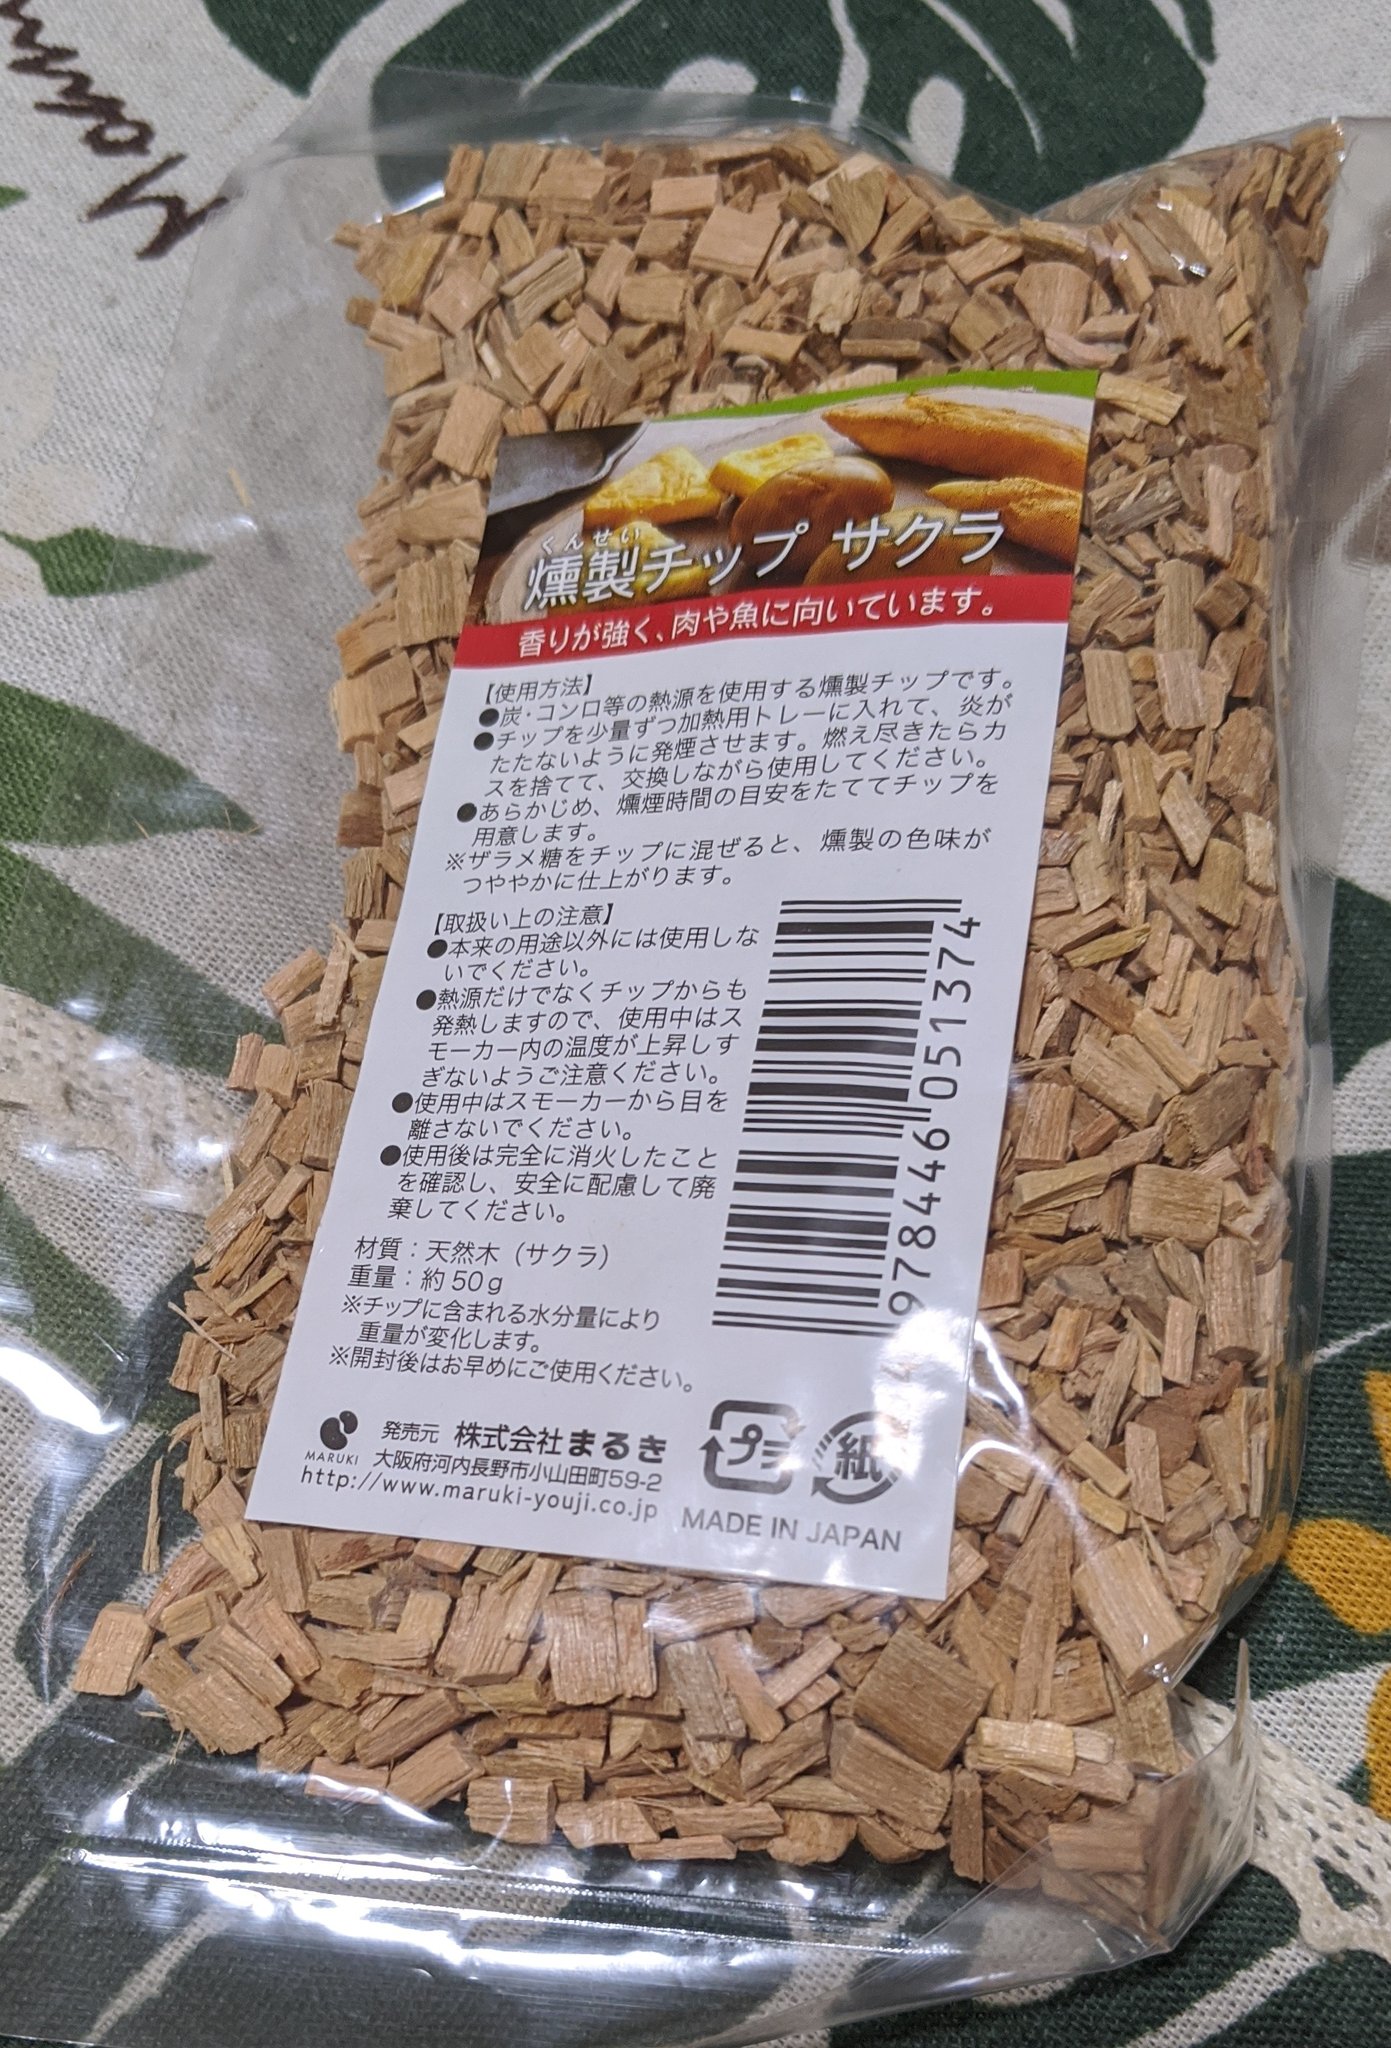 くんせい
燻製チップ サクラ
香りが強く、肉や魚に向いています。
【使用方法】
●炭・コンロ等の熱源を使用する燻製チップです。
●チップを少量ずつ加熱用トレーに入れて、炎が
たたないように発煙させます。燃え尽きたらカ
スを捨てて、交換しながら使用してください。
●あらかじめ、燻煙時間の目安をたててチップを
用意します。
※ザラメ糖をチップに混ぜると、燻製の色味が
つややかに仕上がります。
【取扱い上の注意】
●本来の用途以外には使用しな
いでください。
●熱源だけでなくチップからも
発熱しますので、使用中はス
モーカー内の温度が上昇しす
ぎないようご注意ください。
●使用中はスモーカーから目を
離さないでください。
●使用後は完全に消火したこと
を確認し、安全に配慮して廃
棄してください。
材質：天然木（サクラ）
重量：約50g
※チップに含まれる水分量により
重量が変化します。
※開封後はお早めにご使用ください。
9784446051374
MARUKI
発売元 株式会社まるき
大阪府河内長野市小山田町59-2
http://www.maruki-youji.co.jp
プラ
紙
MADE IN JAPAN